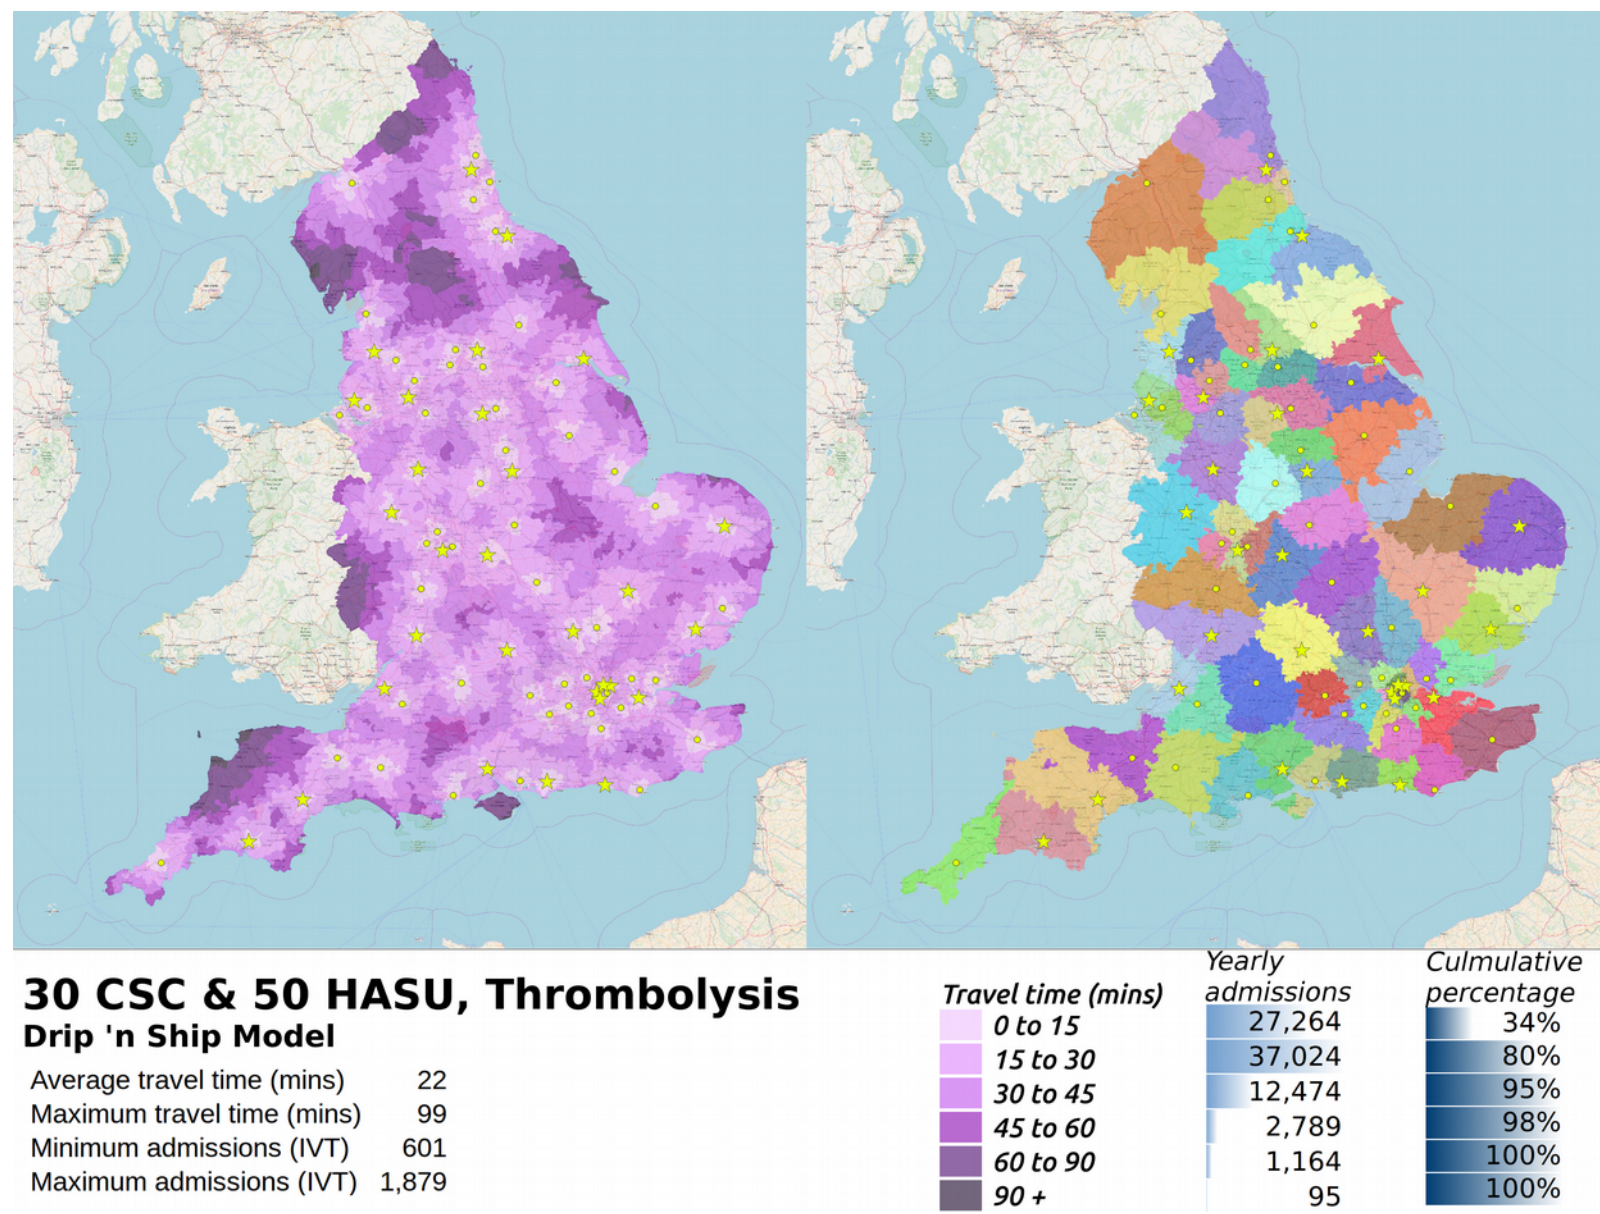 30 CSC & 50 HASU, Thrombolysis
Drip 'n Ship Model
Average travel time (mins) 22
Maximum travel time (mins) 99
Minimum admissions (IVT) 601
Maximum admissions (IVT) 1,879
Travel time (mins) Yearly admissions Culmulative percentage
0 to 15 27,264 34%
15 to 30 37,024 80%
30 to 45 12,474 95%
45 to 60 2,789 98%
60 to 90 1,164 100%
90 + 95 100%